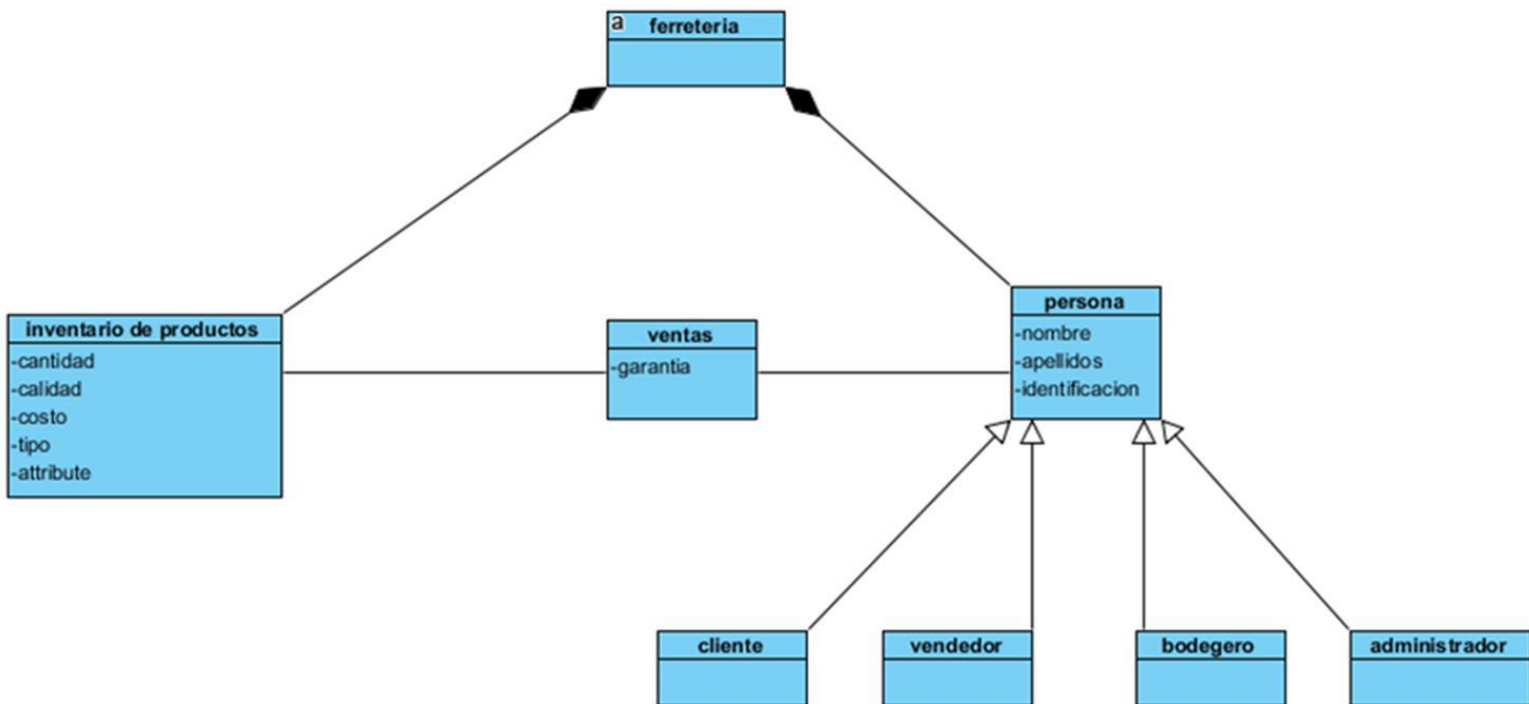 a
ferreteria
inventario de productos
-cantidad
-calidad
-costo
-tipo
-attribute
ventas
-garantia
persona
-nombre
-apellidos
-identificacion
cliente
vendedor
bodegero
administrador